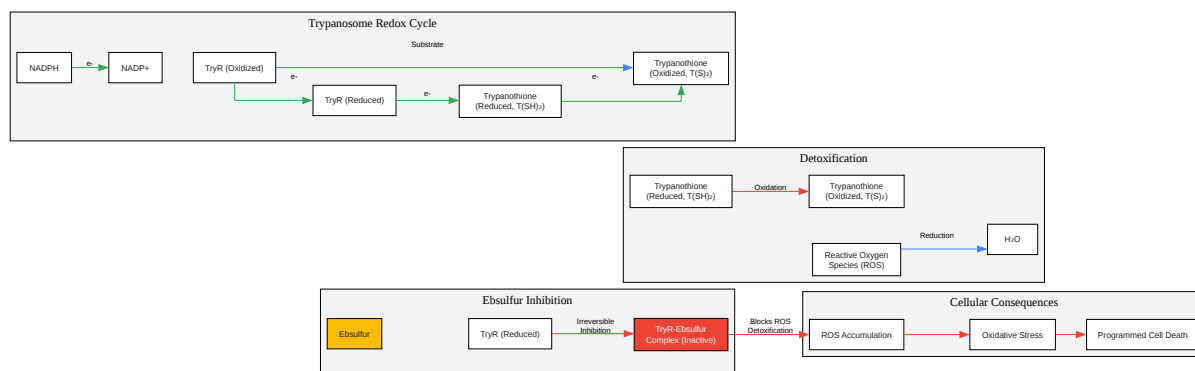 Trypanosome Redox Cycle
Substrate
NADPH
e-
NADP+
TryR (Oxidized)
Trypanothione
(Oxidized, T(S)₂)
e-
e-
TryR (Reduced)
e-
Trypanothione
(Reduced, T(SH)₂)
Detoxification
Trypanothione
(Reduced, T(SH)₂)
Oxidation
Trypanothione
(Oxidized, T(S)₂)
Reduction
H₂O
Reactive Oxygen
Species (ROS)
Ebsulfur Inhibition
Ebsulfur
TryR (Reduced)
Irreversible
Inhibition
TryR-Ebsulfur
Complex (Inactive)
Blocks ROS
Detoxification
Cellular Consequences
ROS Accumulation
Oxidative Stress
Programmed Cell Death